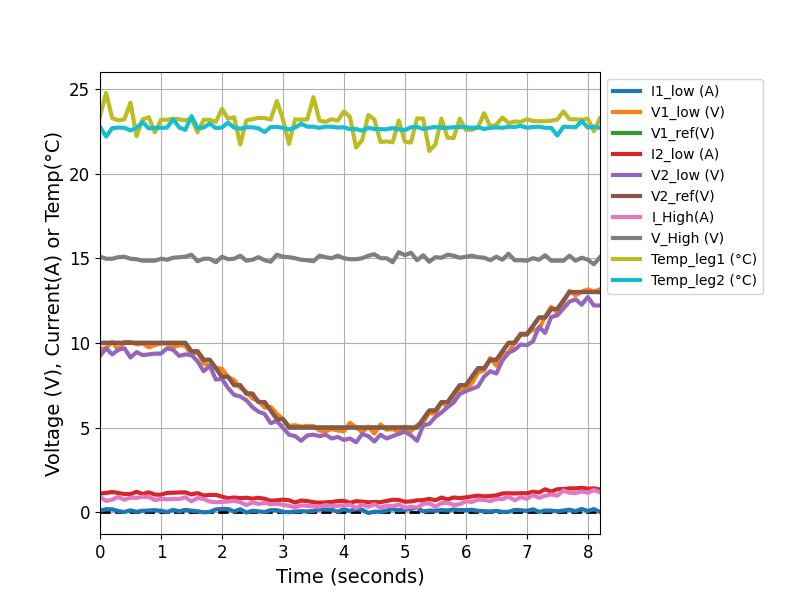 25
20
15
10
5
0
0 1 2 3 4 5 6 7 8
Time (seconds)
Voltage (V), Current(A) or Temp(°C)
I1_low (A)
V1_low (V)
V1_ref(V)
I2_low (A)
V2_low (V)
V2_ref(V)
I_High(A)
V_High (V)
Temp_leg1 (°C)
Temp_leg2 (°C)